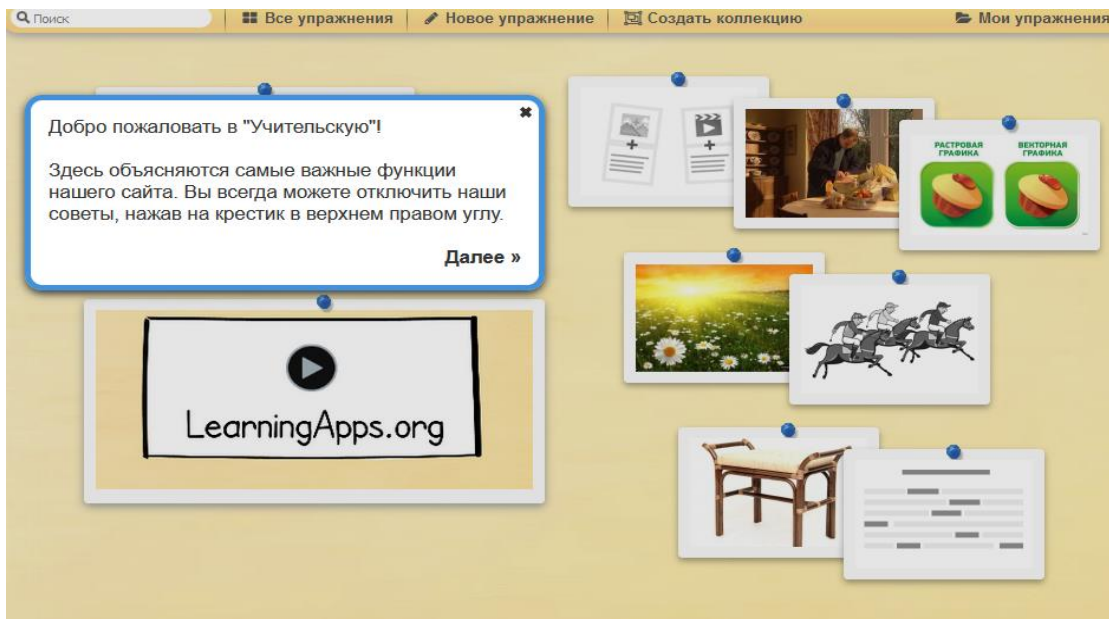 Поиск
Все упражнения
Новое упражнение
Создать коллекцию
Мои упражнения
Добро пожаловать в "Учительскую"!
Здесь объясняются самые важные функции
нашего сайта. Вы всегда можете отключить наши
советы, нажав на крестик в верхнем правом углу.
Далее »
LearningApps.org
РАСТРОВАЯ
ГРАФИКА
ВЕКТОРНАЯ
ГРАФИКА